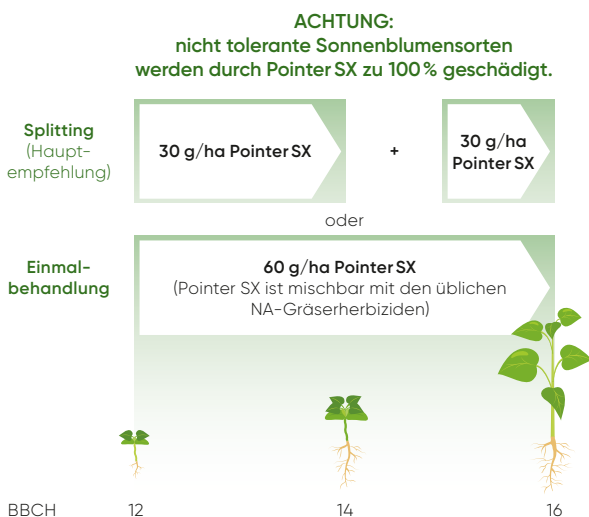 ACHTUNG:
nicht tolerante Sonnenblumensorten
werden durch Pointer SX zu 100 % geschädigt.
Splitting
(Haupt-
empfehlung)
30 g/ha Pointer SX
+
30 g/ha
Pointer SX
oder
Einmal-
behandlung
60 g/ha Pointer SX
(Pointer SX ist mischbar mit den üblichen
NA-Gräserherbiziden)
BBCH 12 14 16